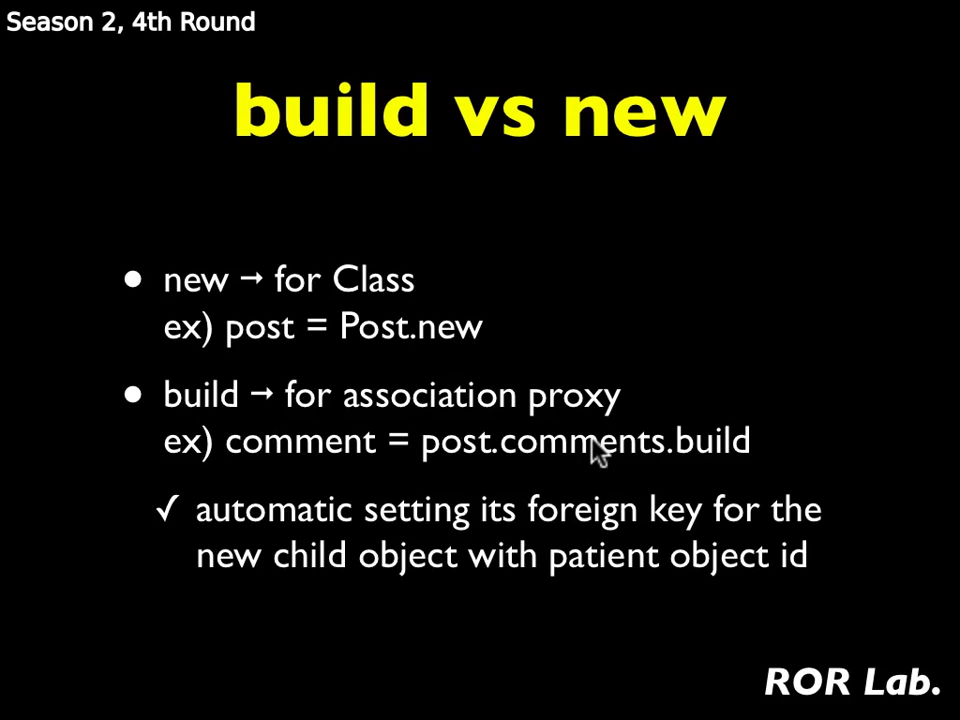 Season 2, 4th Round
build vs new
• new → for Class
ex) post = Post.new
• build → for association proxy
ex) comment = post.comments.build
✓ automatic setting its foreign key for the
new child object with patient object id
ROR Lab.